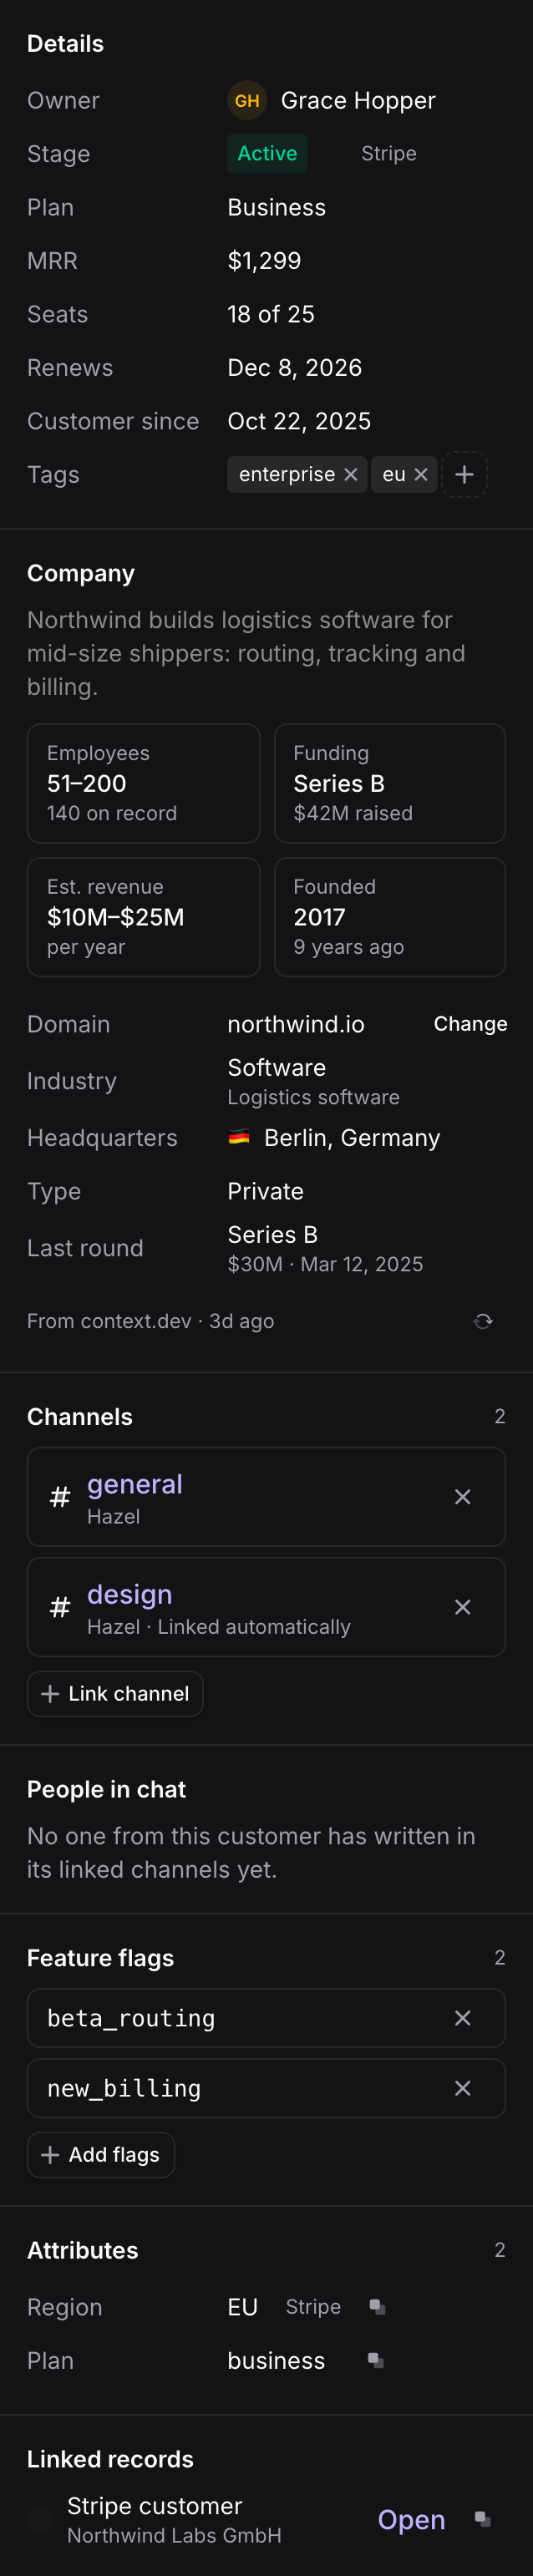 Details
Owner GH Grace Hopper
Stage Active Stripe
Plan Business
MRR $1,299
Seats 18 of 25
Renews Dec 8, 2026
Customer since Oct 22, 2025
Tags enterprise eu
Company
Northwind builds logistics software for
mid-size shippers: routing, tracking and
billing.
Employees
51–200
140 on record
Funding
Series B
$42M raised
Est. revenue
$10M–$25M
per year
Founded
2017
9 years ago
Domain northwind.io Change
Industry Software
Logistics software
Headquarters Berlin, Germany
Type Private
Last round Series B
$30M · Mar 12, 2025
From context.dev · 3d ago
Channels 2
# general
Hazel
# design
Hazel · Linked automatically
Link channel
People in chat
No one from this customer has written in
its linked channels yet.
Feature flags 2
beta_routing
new_billing
Add flags
Attributes 2
Region EU Stripe
Plan business
Linked records
Stripe customer
Northwind Labs GmbH
Open